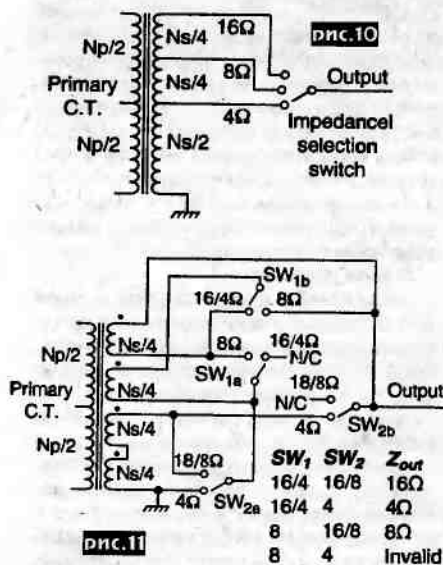 16Ω
рис.10
Np/2
Ns/4
Ns/4
8Ω
Output
Primary
C.T.
4Ω
Impedancel
selection
switch
Np/2
Ns/2
SW1b
16/4Ω
8Ω
Np/2
Ns/4
8Ω
16/4Ω
N/C
SW1a
Primary
C.T.
Ns/4
18/8Ω
N/C
Output
Np/2
Ns/4
4Ω
SW2b
18/8Ω
Ns/4
4Ω
SW2a
рис.11
SW1 SW2 Zout
16/4 16/8 16Ω
16/4 4 4Ω
8 16/8 8Ω
8 4 Invalid